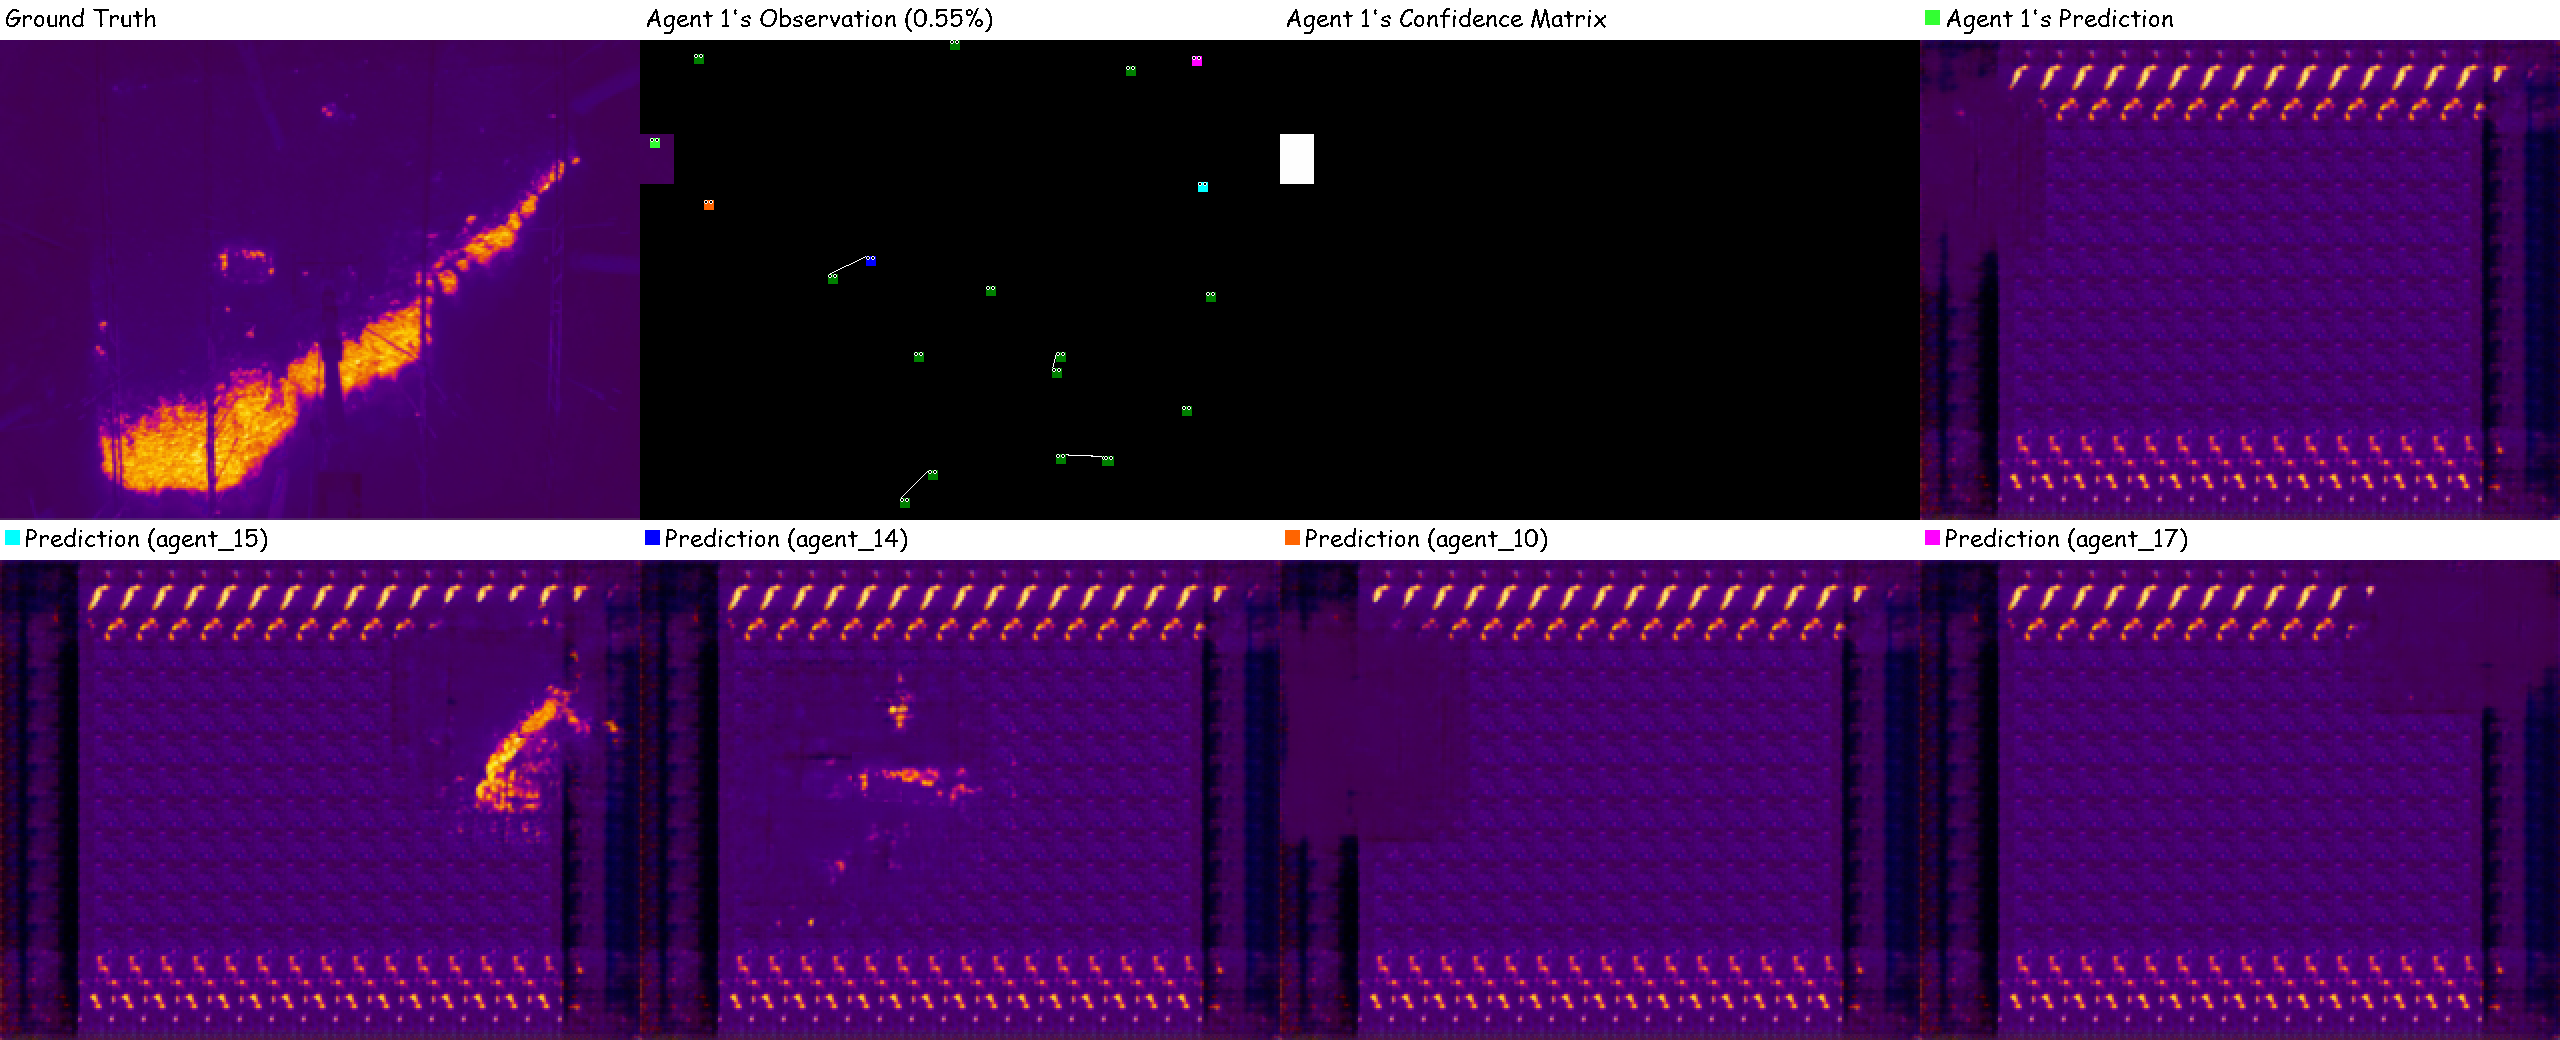 Ground Truth
Agent 1's Observation (0.55%)
Agent 1's Confidence Matrix
Agent 1's Prediction
Prediction (agent_15)
Prediction (agent_14)
Prediction (agent_10)
Prediction (agent_17)